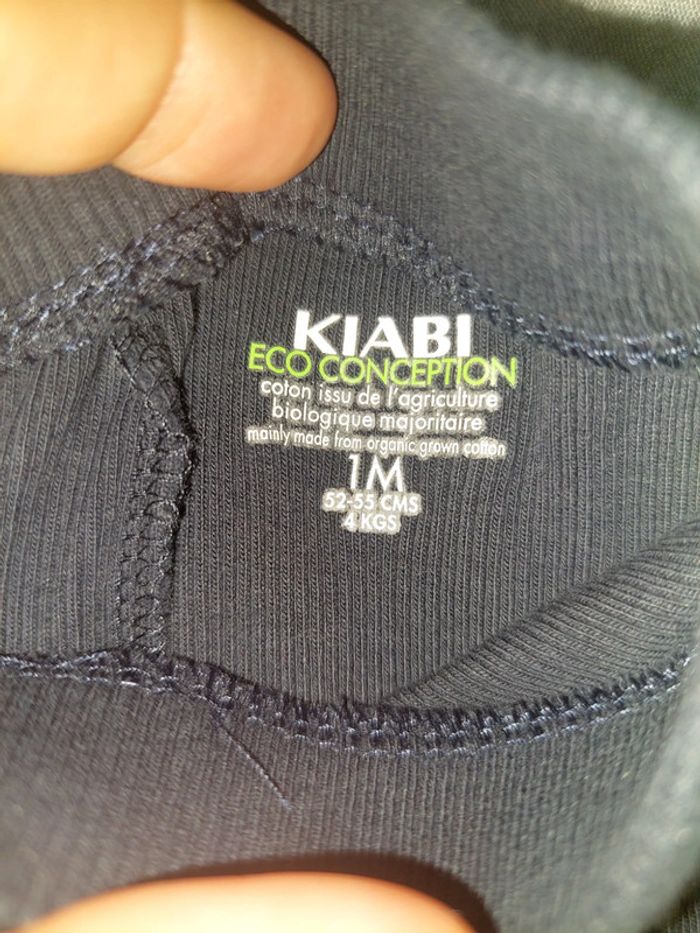 KIABI
ECO CONCEPTION
coton issu de l'agriculture
biologique majoritaire
mainly made from organic grown cotton
1M
52-55 CMS
4 KGS